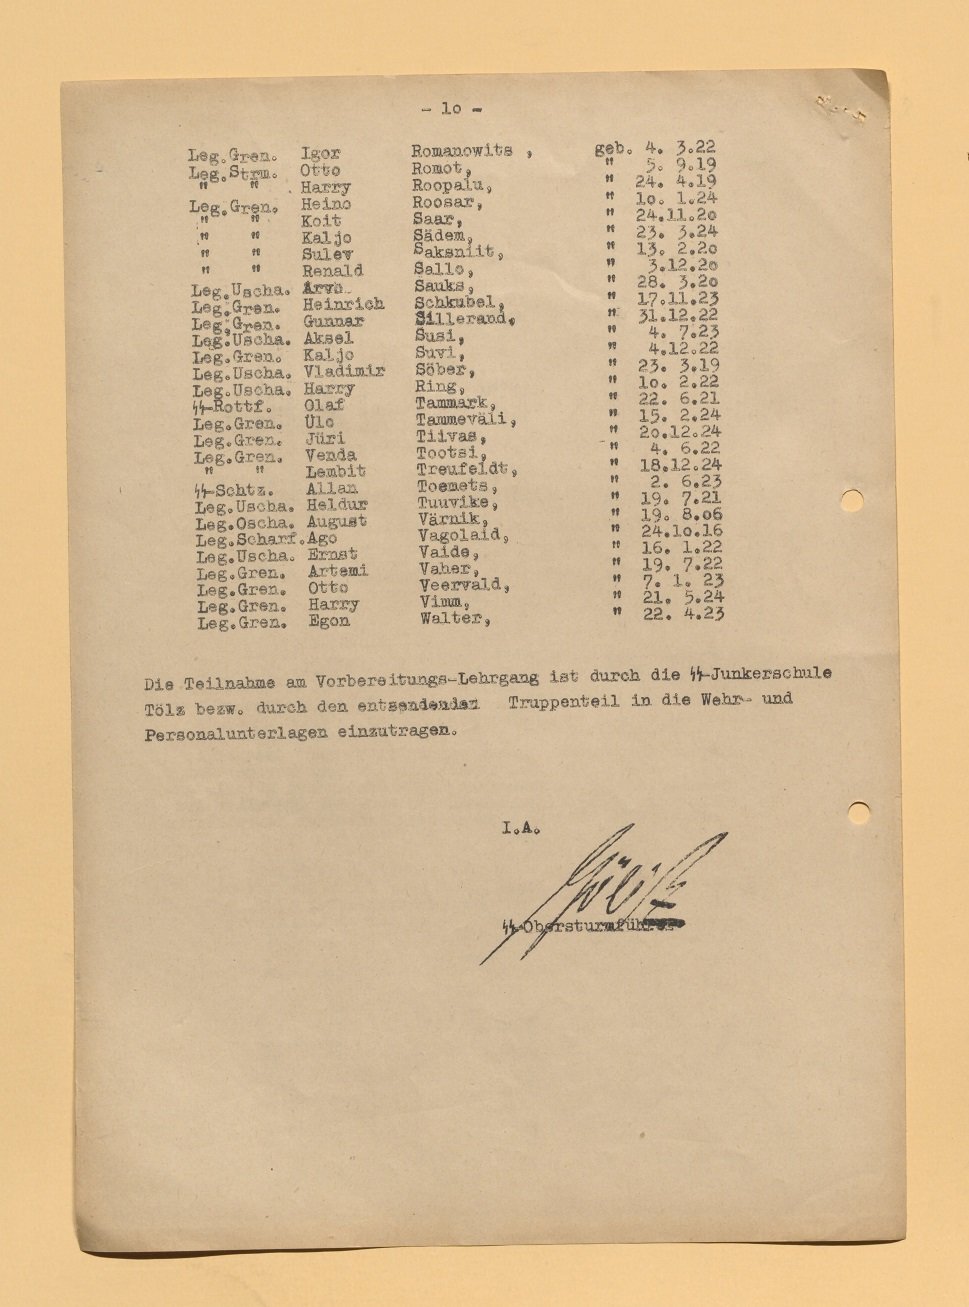 - lo -
Leg.Gren. Igor Romanowits , geb. 4. 3.22
Leg.Strm. Otto Romot, " 5. 9.19
" " Harry Roopalu, " 24. 4.19
Leg.Gren. Heino Roosar, " 1o. 1.24
" " Koit Saar, " 24.11.2o
" " Kaljo Sädem, " 23. 3.24
" " Sulev Saksniit, " 13. 2.2o
" " Renald Sallo, " 3.12.2o
Leg.Uscha. Arvo Sauks, " 28. 3.2o
Leg.Gren. Heinrich Schkubel, " 17.11.23
Leg.Gren. Gunnar Sillerand, " 31.12.22
Leg.Uscha. Aksel Susi, " 4. 7.23
Leg.Gren. Kaljo Suvi, " 4.12.22
Leg.Uscha. Vladimir Söber, " 23. 3.19
Leg.Uscha. Harry Ring, " 1o. 2.22
ᛋᛋ-Rottf. Olaf Tammark, " 22. 6.21
Leg.Gren. Ülo Tammeväli, " 15. 2.24
Leg.Gren. Jüri Tiivas, " 2o.12.24
Leg.Gren. Venda Tootsi, " 4. 6.22
" " Lembit Treufeldt, " 18.12.24
ᛋᛋ-Schtz. Allan Toemets, " 2. 6.23
Leg.Uscha. Heldur Tuuvike, " 19. 7.21
Leg.Oscha. August Värnik, " 19. 8.o6
Leg.Scharf.Ago Vagolaid, " 24.1o.16
Leg.Uscha. Ernst Vaide, " 16. 1.22
Leg.Gren. Artemi Vaher, " 19. 7.22
Leg.Gren. Otto Veervald, " 7. 1. 23
Leg.Gren. Harry Vimm, " 21. 5.24
Leg.Gren. Egon Walter, " 22. 4.23
Die Teilnahme am Vorbereitungs-Lehrgang ist durch die ᛋᛋ-Junkerschule
Tölz bezw. durch den entsendenden Truppenteil in die Wehr- und
Personalunterlagen einzutragen.
I.A.
ᛋᛋ-Obersturmführer